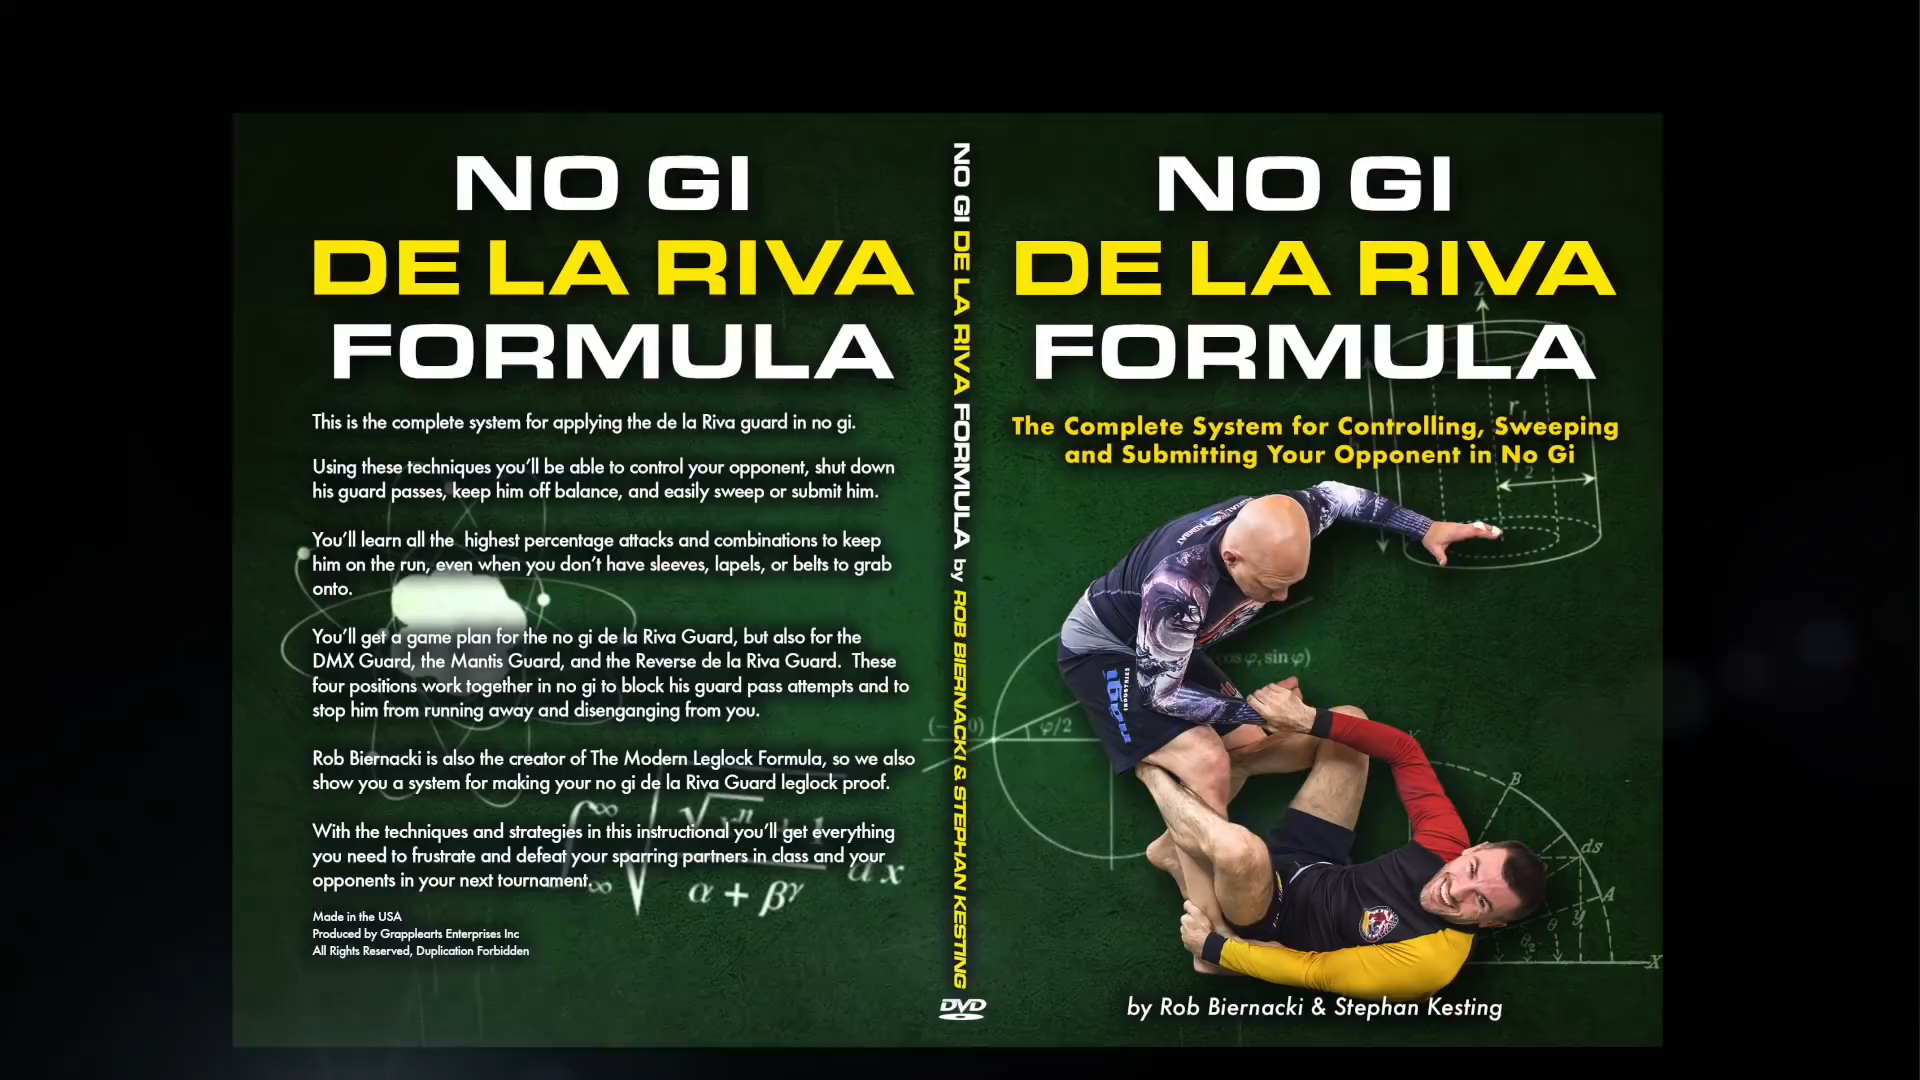 NO GI
DE LA RIVA
FORMULA
This is the complete system for applying the de la Riva guard in no gi.
Using these techniques you'll be able to control your opponent, shut down
his guard passes, keep him off balance, and easily sweep or submit him.
You'll learn all the  highest percentage attacks and combinations to keep
him on the run, even when you don't have sleeves, lapels, or belts to grab
onto.
You'll get a game plan for the no gi de la Riva Guard, but also for the
DMX Guard, the Mantis Guard, and the Reverse de la Riva Guard.  These
four positions work together in no gi to block his guard pass attempts and to
stop him from running away and disenganging from you.
Rob Biernacki is also the creator of The Modern Leglock Formula, so we also
show you a system for making your no gi de la Riva Guard leglock proof.
With the techniques and strategies in this instructional you'll get everything
you need to frustrate and defeat your sparring partners in class and your
opponents in your next tournament.
α + βγ
Made in the USA
Produced by Grapplearts Enterprises Inc
All Rights Reserved, Duplication Forbidden
NO GI DE LA RIVA FORMULA by ROB BIERNACKI & STEPHAN KESTING
DVD
NO GI
DE LA RIVA
FORMULA
The Complete System for Controlling, Sweeping
and Submitting Your Opponent in No Gi
z
φ/2
INDUSTRIES
B
ds
A
y
θ
X
by Rob Biernacki & Stephan Kesting